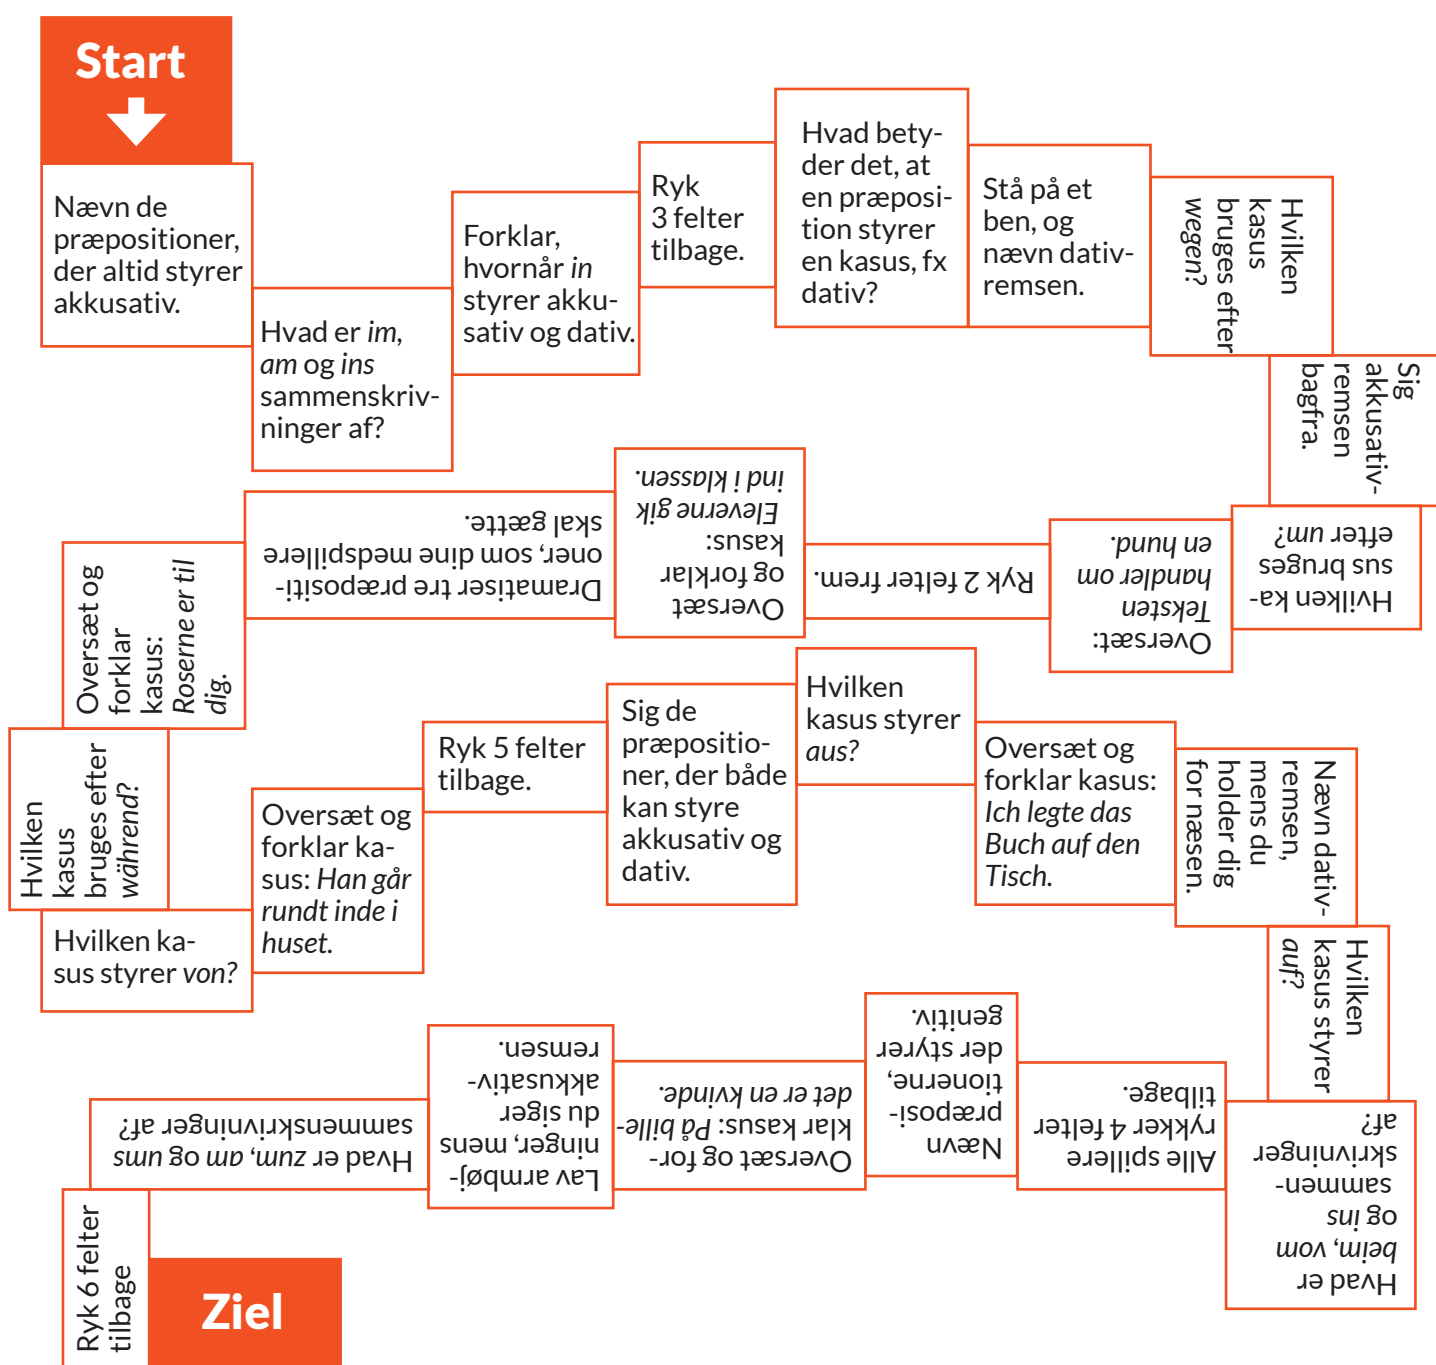 Start
Nævn de
præpositioner,
der altid styrer
akkusativ.
Hvad er im,
am og ins
sammenskriv-
ninger af?
Forklar,
hvornår in
styrer akku-
sativ og dativ.
Ryk
3 felter
tilbage.
Hvad bety-
der det, at
en præposi-
tion styrer
en kasus, fx
dativ?
Stå på et
ben, og
nævn dativ-
remsen.
Hvilken
kasus
bruges efter
wegen?
Sig
akkusativ-
remsen
bagfra.
Hvilken ka-
sus bruges
efter um?
Oversæt:
Teksten
handler om
en hund.
Ryk 2 felter frem.
Oversæt
og forklar
kasus:
Eleverne gik
ind i klassen.
Dramatiser tre præpositi-
oner, som dine medspillere
skal gætte.
Oversæt og
forklar
kasus:
Roserne er til
dig.
Hvilken
kasus
bruges efter
während?
Hvilken ka-
sus styrer von?
Oversæt og
forklar ka-
sus: Han går
rundt inde i
huset.
Ryk 5 felter
tilbage.
Sig de
præpositio-
ner, der både
kan styre
akkusativ og
dativ.
Hvilken
kasus styrer
aus?
Oversæt og
forklar kasus:
Ich legte das
Buch auf den
Tisch.
Nævn dativ-
remsen,
mens du
holder dig
for næsen.
Hvilken
kasus styrer
auf?
Hvad er
beim, vom
og ins
sammen-
skrivninger
af?
Alle spillere
rykker 4 felter
tilbage.
Nævn
præposi-
tionerne,
der styrer
genitiv.
Oversæt og for-
klar kasus: På bille-
det er en kvinde.
Lav armbøj-
ninger, mens
du siger
akkusativ-
remsen.
Hvad er zum, am og ums
sammenskrivninger af?
Ryk 6 felter
tilbage
Ziel